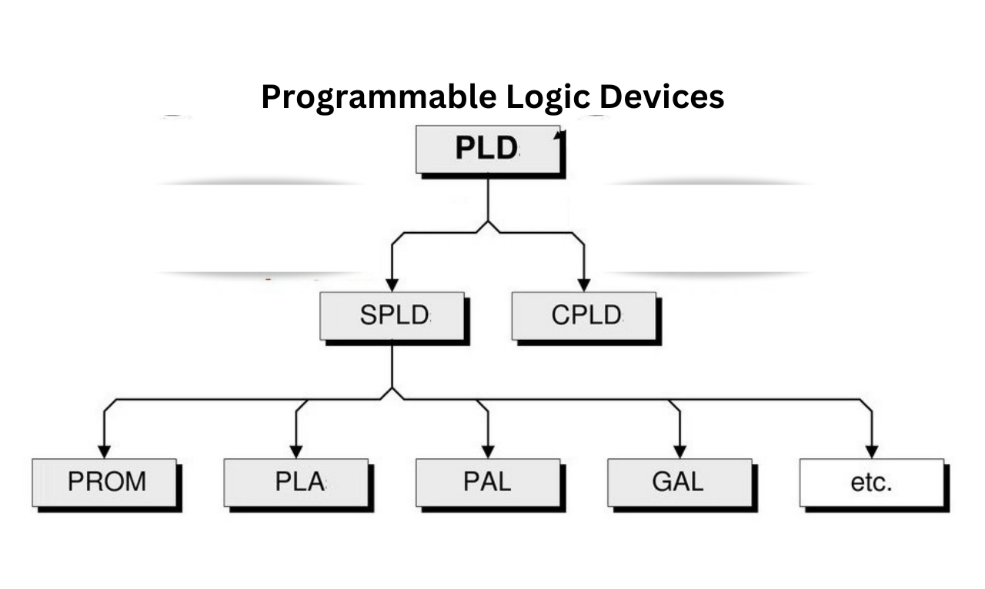 Programmable Logic Devices
PLD
SPLD
CPLD
PROM
PLA
PAL
GAL
etc.